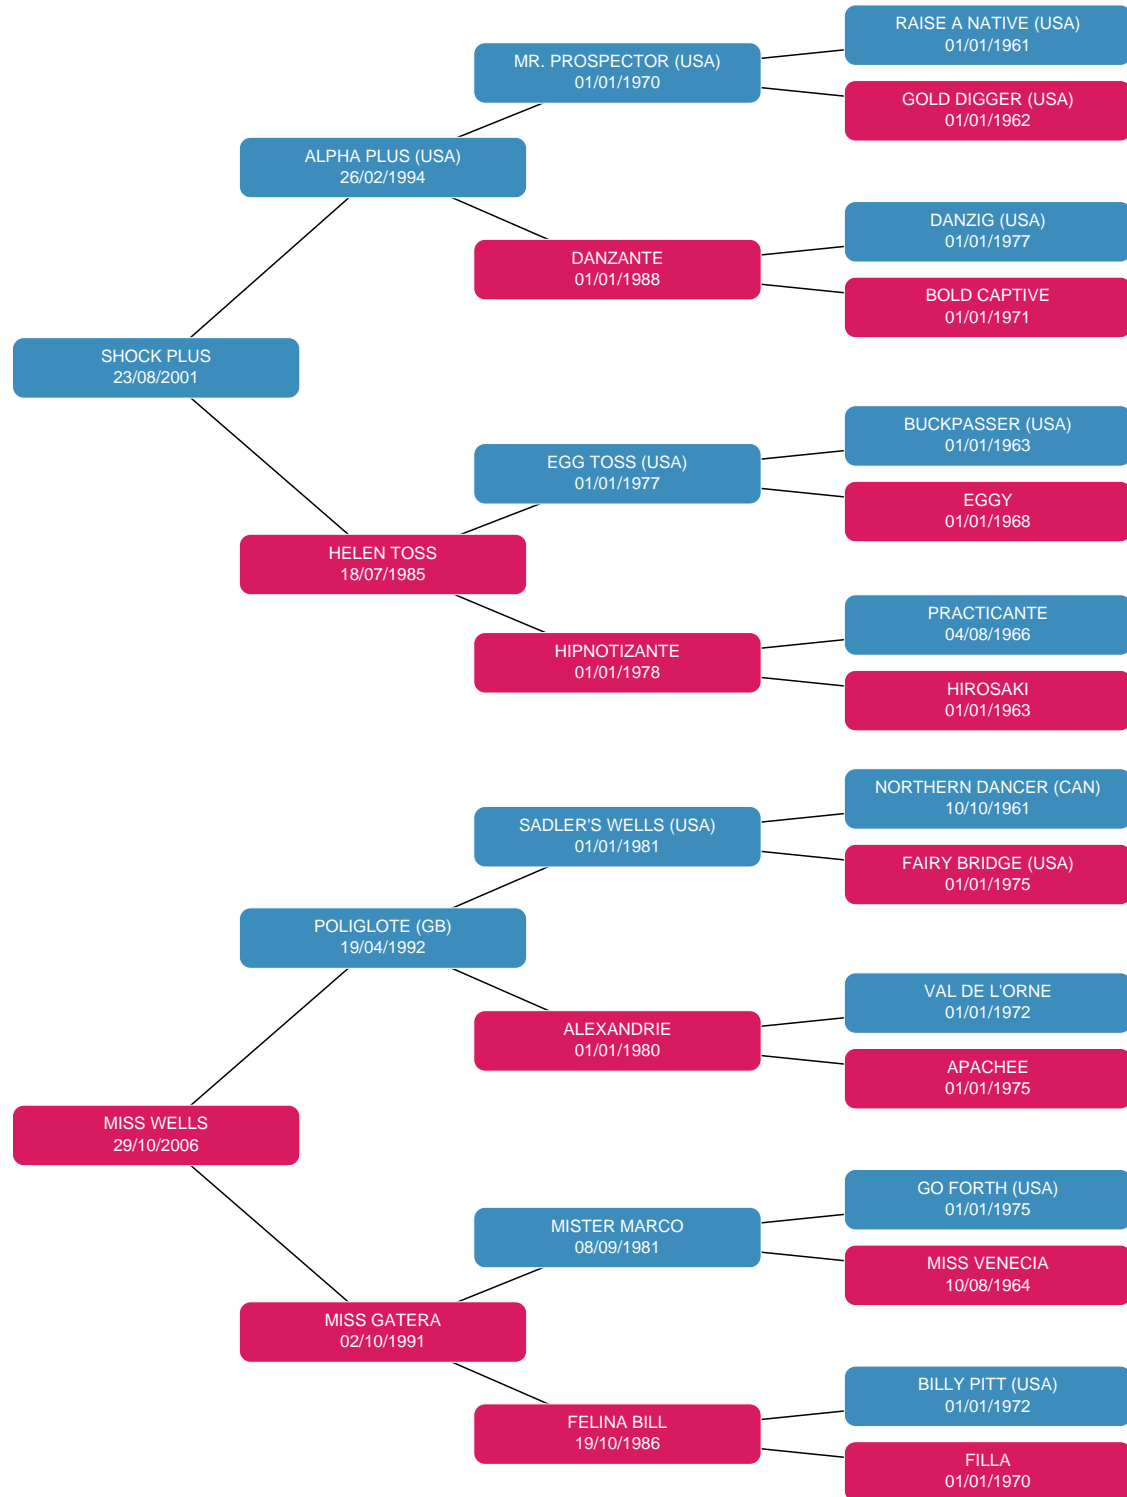 RAISE A NATIVE (USA)
01/01/1961
MR. PROSPECTOR (USA)
01/01/1970
GOLD DIGGER (USA)
01/01/1962
ALPHA PLUS (USA)
26/02/1994
DANZIG (USA)
01/01/1977
DANZANTE
01/01/1988
BOLD CAPTIVE
01/01/1971
SHOCK PLUS
23/08/2001
BUCKPASSER (USA)
01/01/1963
EGG TOSS (USA)
01/01/1977
EGGY
01/01/1968
HELEN TOSS
18/07/1985
PRACTICANTE
04/08/1966
HIPNOTIZANTE
01/01/1978
HIROSAKI
01/01/1963
NORTHERN DANCER (CAN)
10/10/1961
SADLER'S WELLS (USA)
01/01/1981
FAIRY BRIDGE (USA)
01/01/1975
POLIGLOTE (GB)
19/04/1992
VAL DE L'ORNE
01/01/1972
ALEXANDRIE
01/01/1980
APACHEE
01/01/1975
MISS WELLS
29/10/2006
GO FORTH (USA)
01/01/1975
MISTER MARCO
08/09/1981
MISS VENECIA
10/08/1964
MISS GATERA
02/10/1991
BILLY PITT (USA)
01/01/1972
FELINA BILL
19/10/1986
FILLA
01/01/1970